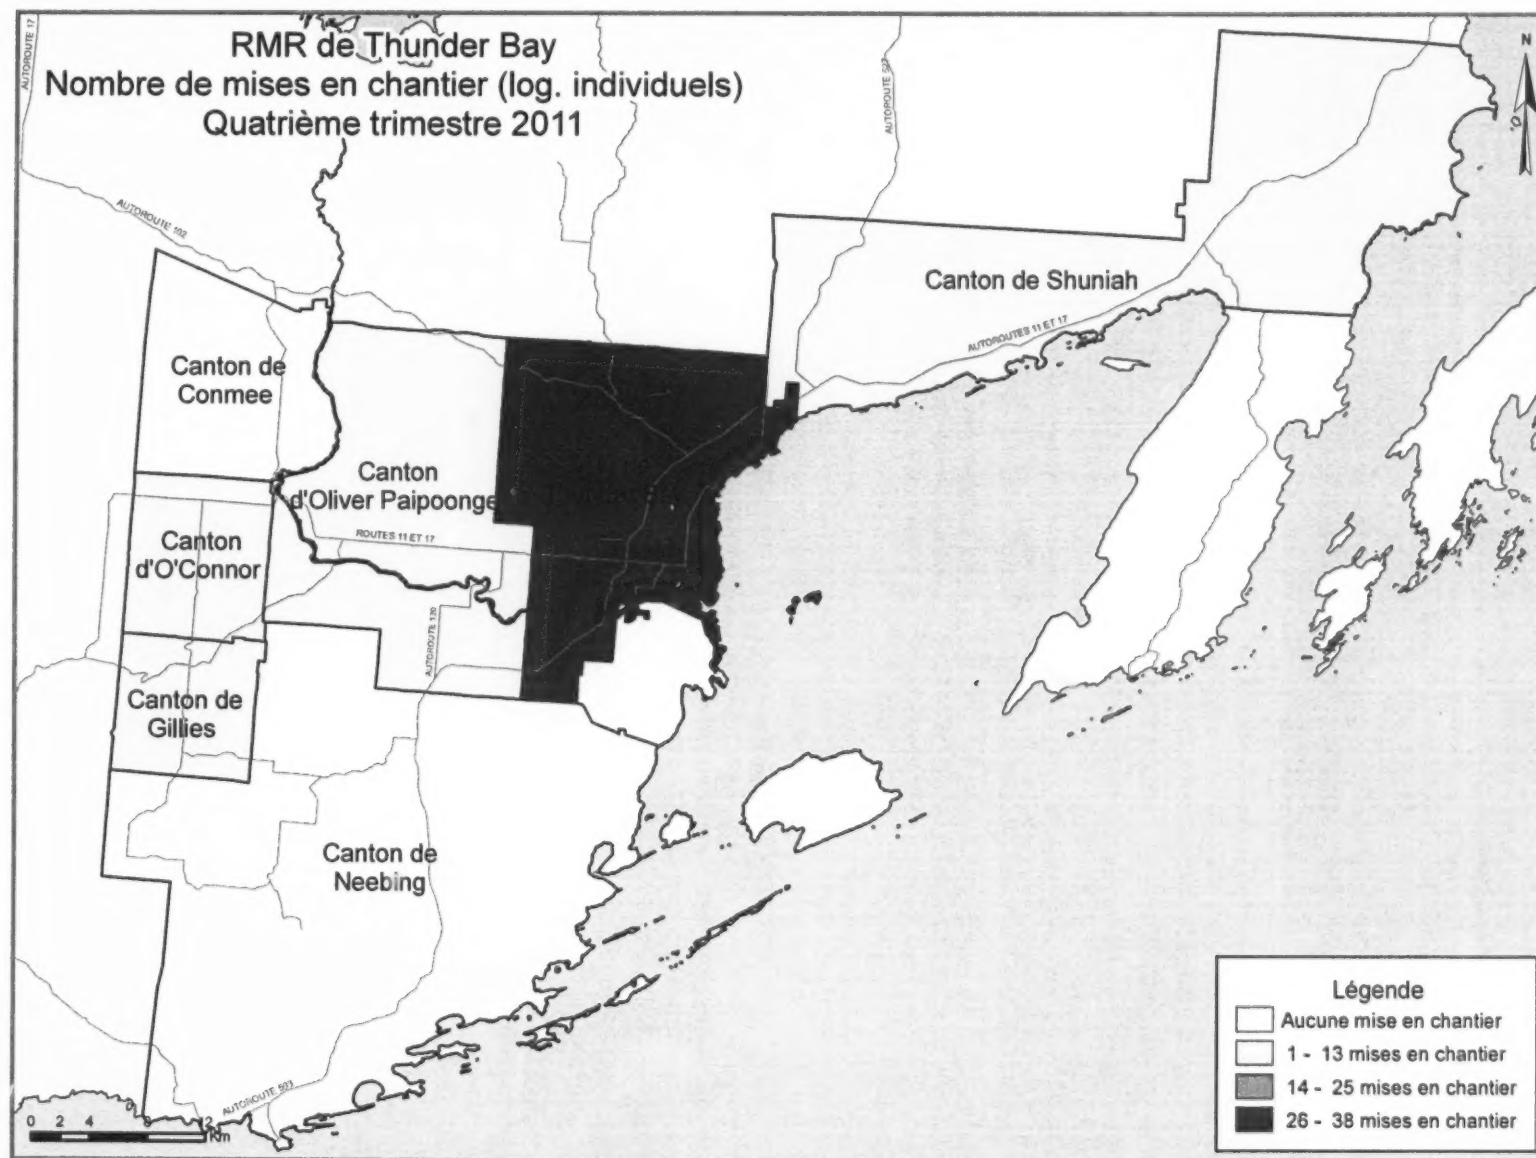 RMR de Thunder Bay
Nombre de mises en chantier (log. individuels)
Quatrième trimestre 2011
AUTOROUTE 17
AUTOROUTE 527
N
AUTOROUTE 102
Canton de Shuniah
AUTOROUTES 11 ET 17
Canton de
Conmee
Canton
d'Oliver Paipoonge
ROUTES 11 ET 17
Canton
d'O'Connor
AUTOROUTE 130
Canton de
Gillies
Canton de
Neebing
AUTOROUTE 593
0 2 4 8 12
Km
Légende
Aucune mise en chantier
1 - 13 mises en chantier
14 - 25 mises en chantier
26 - 38 mises en chantier